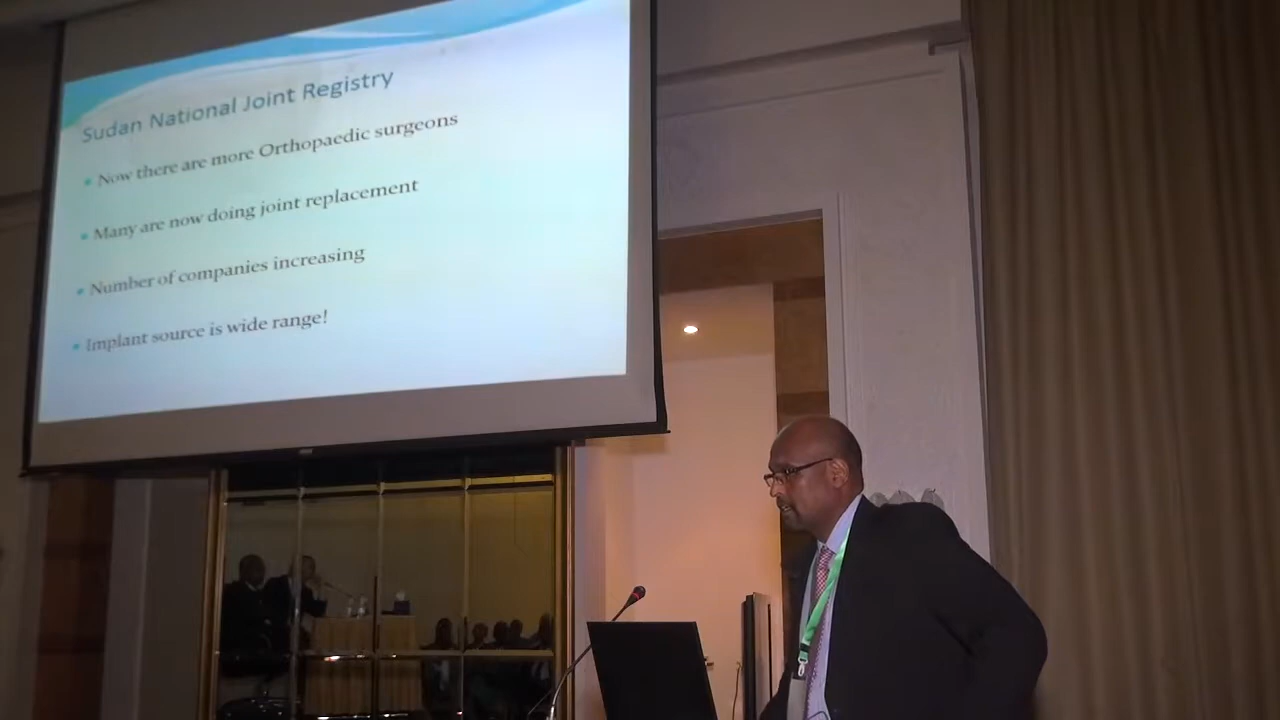 Sudan National Joint Registry
Now there are more Orthopaedic surgeons
Many are now doing joint replacement
Number of companies increasing
Implant source is wide range!